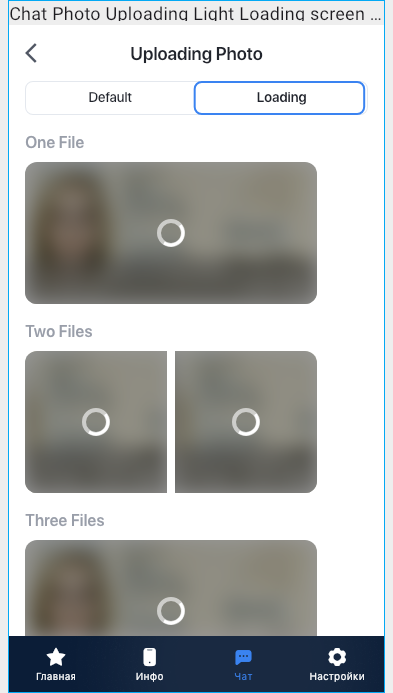 Chat Photo Uploading Light Loading screen ...
Uploading Photo
Default
Loading
One File
Two Files
Three Files
Главная
Инфо
Чат
Настройки